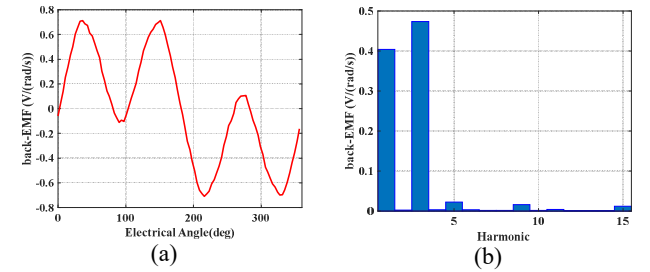 0.8
0.6
0.4
0.2
0
-0.2
-0.4
-0.6
-0.8
back-EMF (V/(rad/s))
0 100 200 300
Electrical Angle(deg)
(a)
0.5
0.4
0.3
0.2
0.1
0
back-EMF (V/(rad/s))
5 10 15
Harmonic
(b)